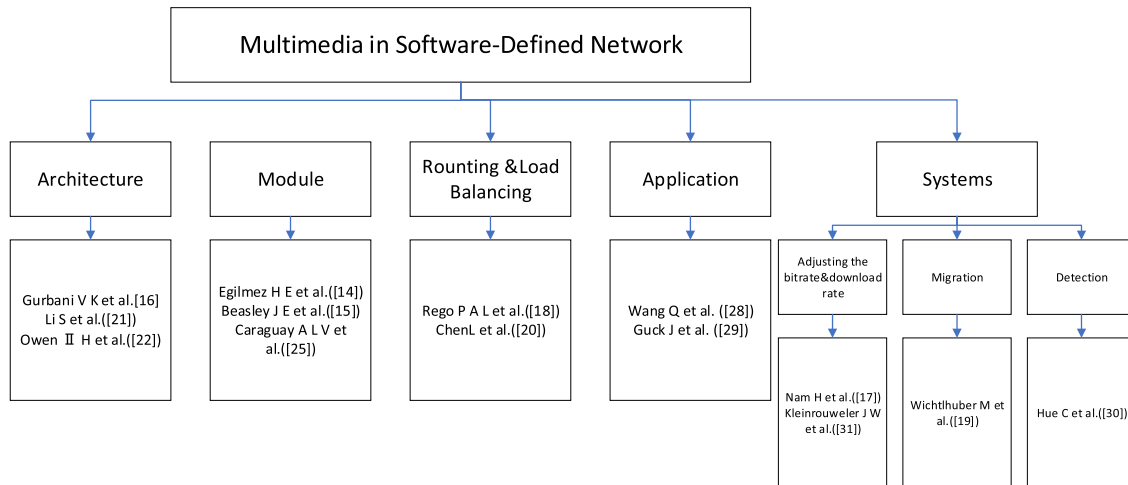 Multimedia in Software-Defined Network
Architecture
Module
Rounting &Load
Balancing
Application
Systems
Gurbani V K et al.[16]
Li S et al.([21])
Owen Ⅱ H et al.([22])
Egilmez H E et al.([14])
Beasley J E et al.([15])
Caraguay A L V et
al.([25])
Rego P A L et al.([18])
ChenL et al.([20])
Wang Q et al. ([28])
Guck J et al. ([29])
Adjusting the
bitrate&download
rate
Migration
Detection
Nam H et al.([17])
Kleinrouweler J W
et al.([31])
Wichtlhuber M et
al.([19])
Hue C et al.([30])